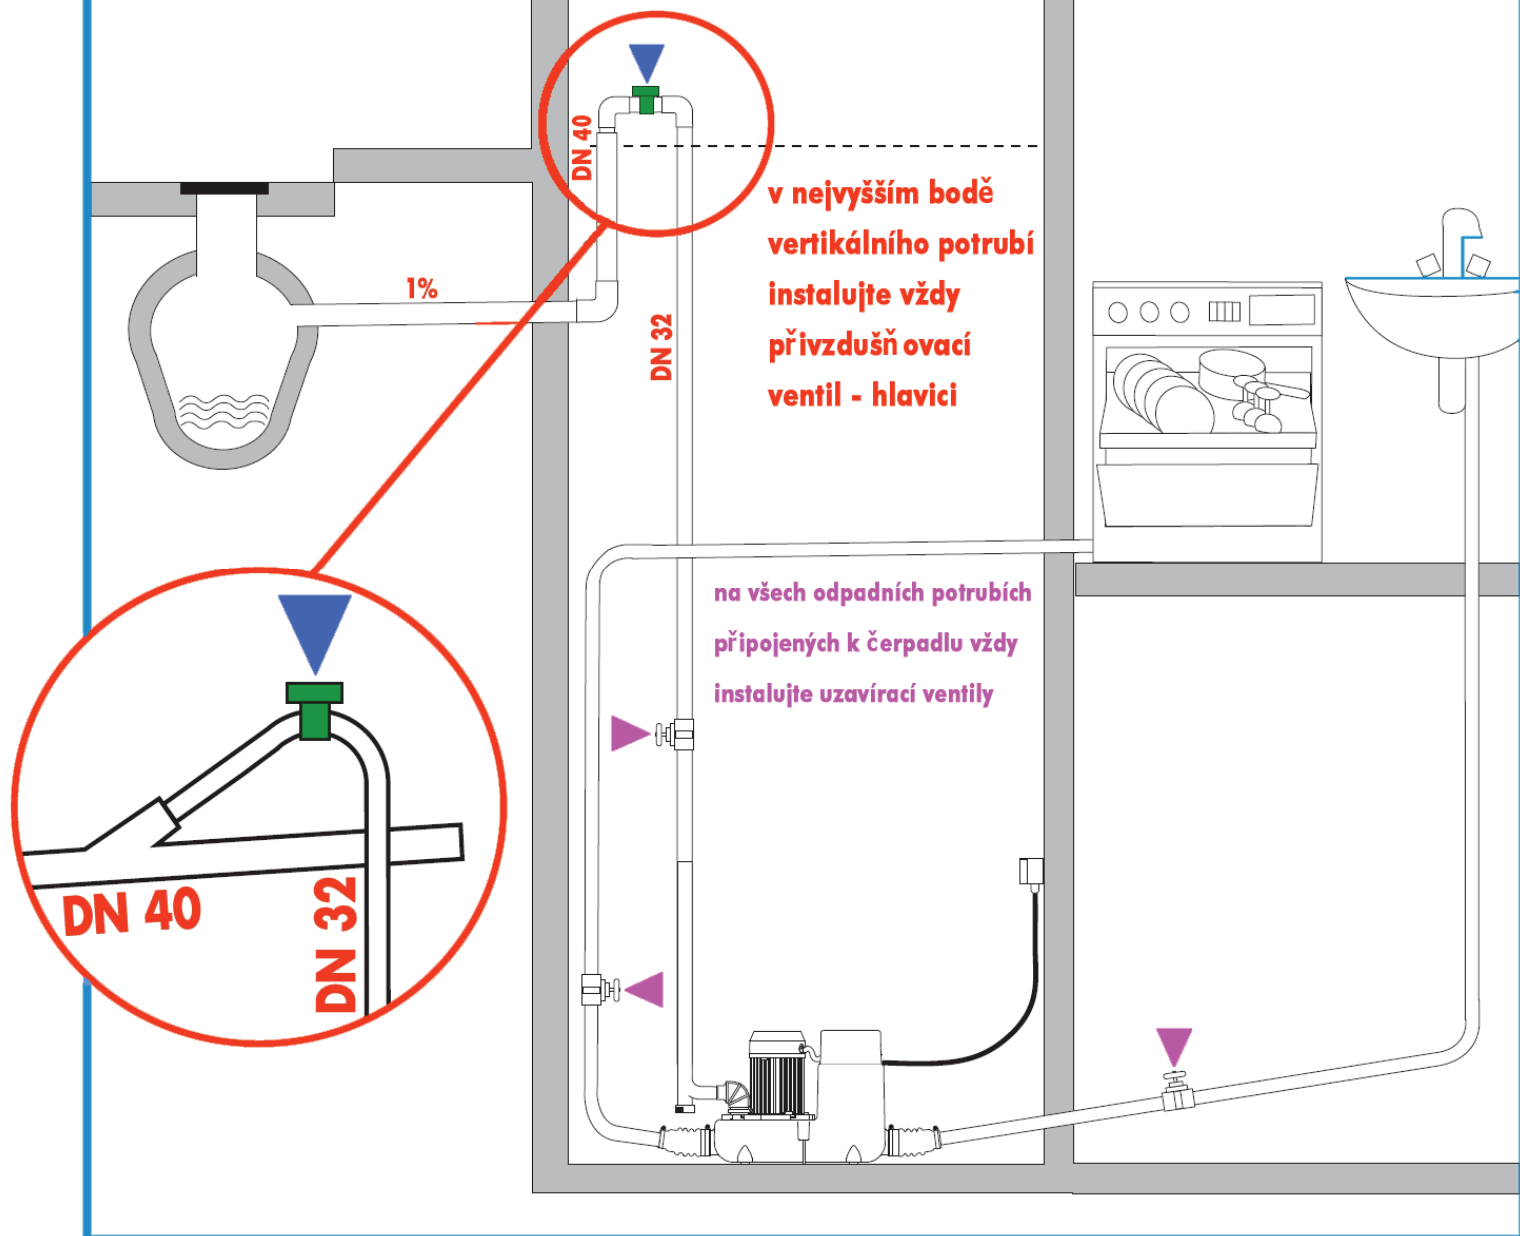 DN 40
v nejvyšším bodě
vertikálního potrubí
instalujte vždy
přivzdušňovací
ventil - hlavici
1%
DN 32
na všech odpadních potrubích
připojených k čerpadlu vždy
instalujte uzavírací ventily
DN 40
DN 32